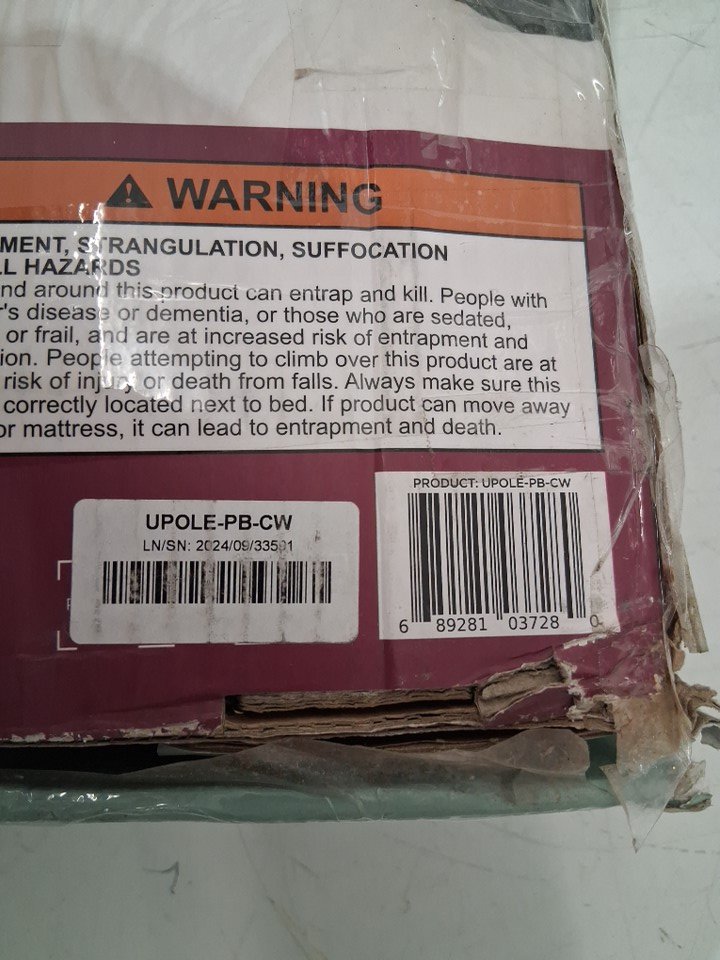 WARNING
MENT, STRANGULATION, SUFFOCATION
LL HAZARDS
nd around this product can entrap and kill. People with
r's disease or dementia, or those who are sedated,
or frail, and are at increased risk of entrapment and
ion. People attempting to climb over this product are at
risk of injury or death from falls. Always make sure this
correctly located next to bed. If product can move away
or mattress, it can lead to entrapment and death.
UPOLE-PB-CW
LN/SN: 2024/09/33501
PRODUCT: UPOLE-PB-CW
6 89281 03728 0